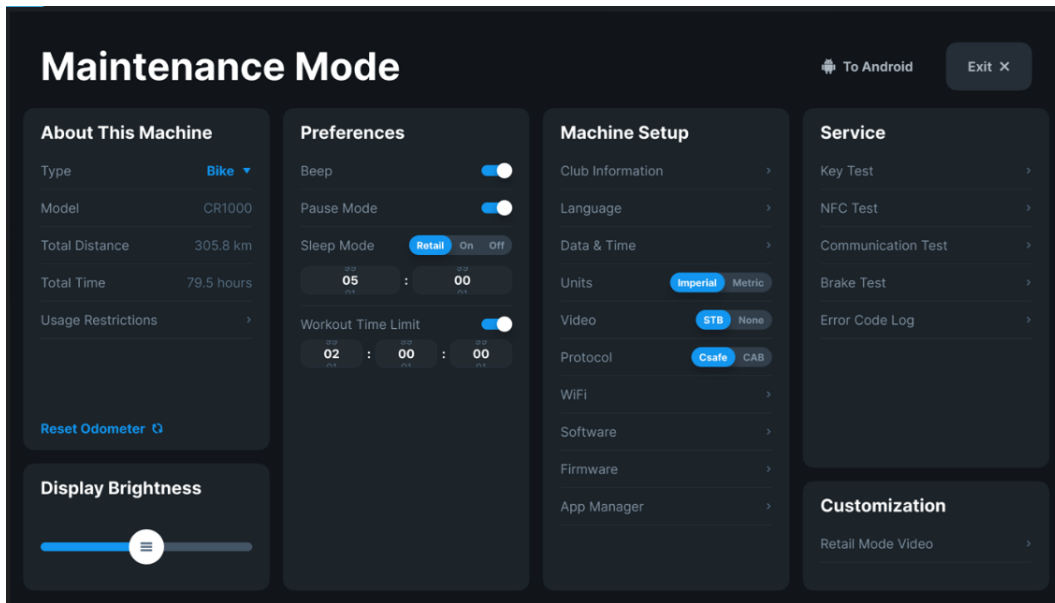 Maintenance Mode
To Android
Exit ×
About This Machine
Type Bike
Model CR1000
Total Distance 305.8 km
Total Time 79.5 hours
Usage Restrictions
Reset Odometer
Display Brightness
Preferences
Beep
Pause Mode
Sleep Mode Retail On Off
05 : 00
Workout Time Limit
02 : 00 : 00
Machine Setup
Club Information
Language
Data & Time
Units Imperial Metric
Video STB None
Protocol Csafe CAB
WiFi
Software
Firmware
App Manager
Service
Key Test
NFC Test
Communication Test
Brake Test
Error Code Log
Customization
Retail Mode Video